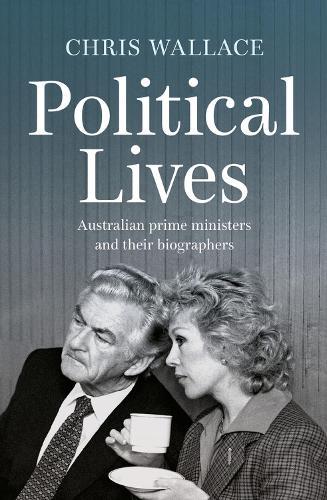 CHRIS WALLACE
Political
Lives
Australian prime ministers
and their biographers